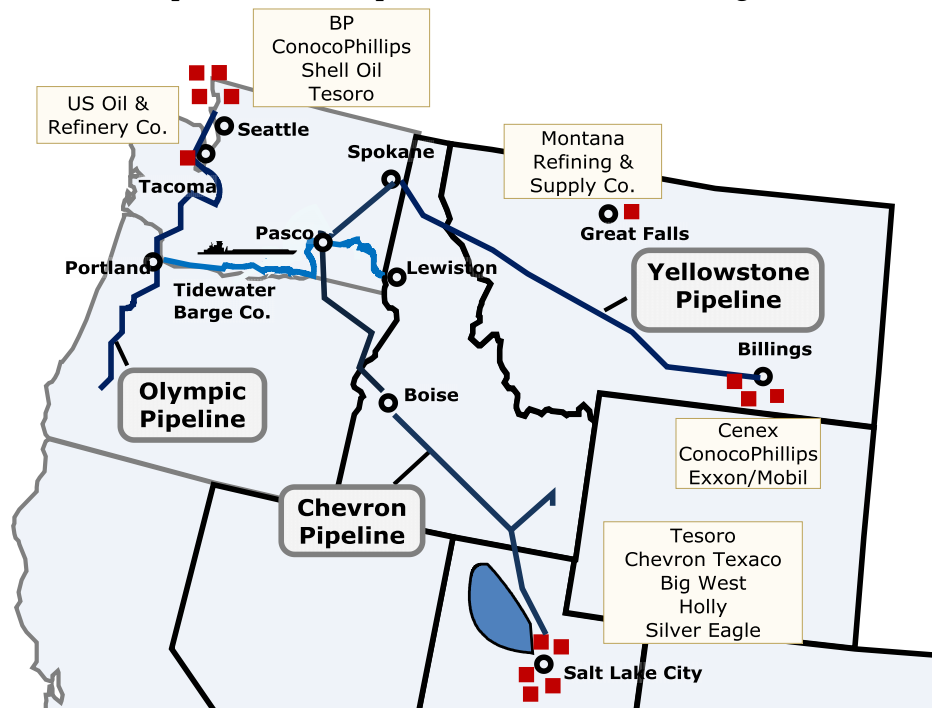 BP
ConocoPhillips
Shell Oil
Tesoro
US Oil &
Refinery Co.
Seattle
Tacoma
Spokane
Montana
Refining &
Supply Co.
Great Falls
Pasco
Portland
Lewiston
Tidewater
Barge Co.
Yellowstone
Pipeline
Billings
Olympic
Pipeline
Boise
Cenex
ConocoPhillips
Exxon/Mobil
Chevron
Pipeline
Tesoro
Chevron Texaco
Big West
Holly
Silver Eagle
Salt Lake City